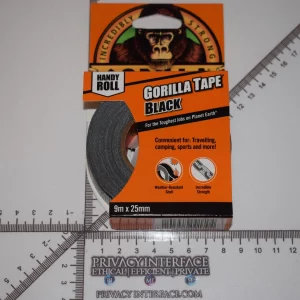 INCREDIBLY STRONG
HANDY
ROLL
GORILLA TAPE
BLACK
For the Toughest Jobs on Planet Earth
Convenient for: Travelling,
camping, sports and more!
Weather Resistant
Shell
Incredible
Strength
9m x 25mm
PRIVACYINTERFACE
ETHICAL EFFICIENT PRIVATE
PRIVACYINTERFACE.COM